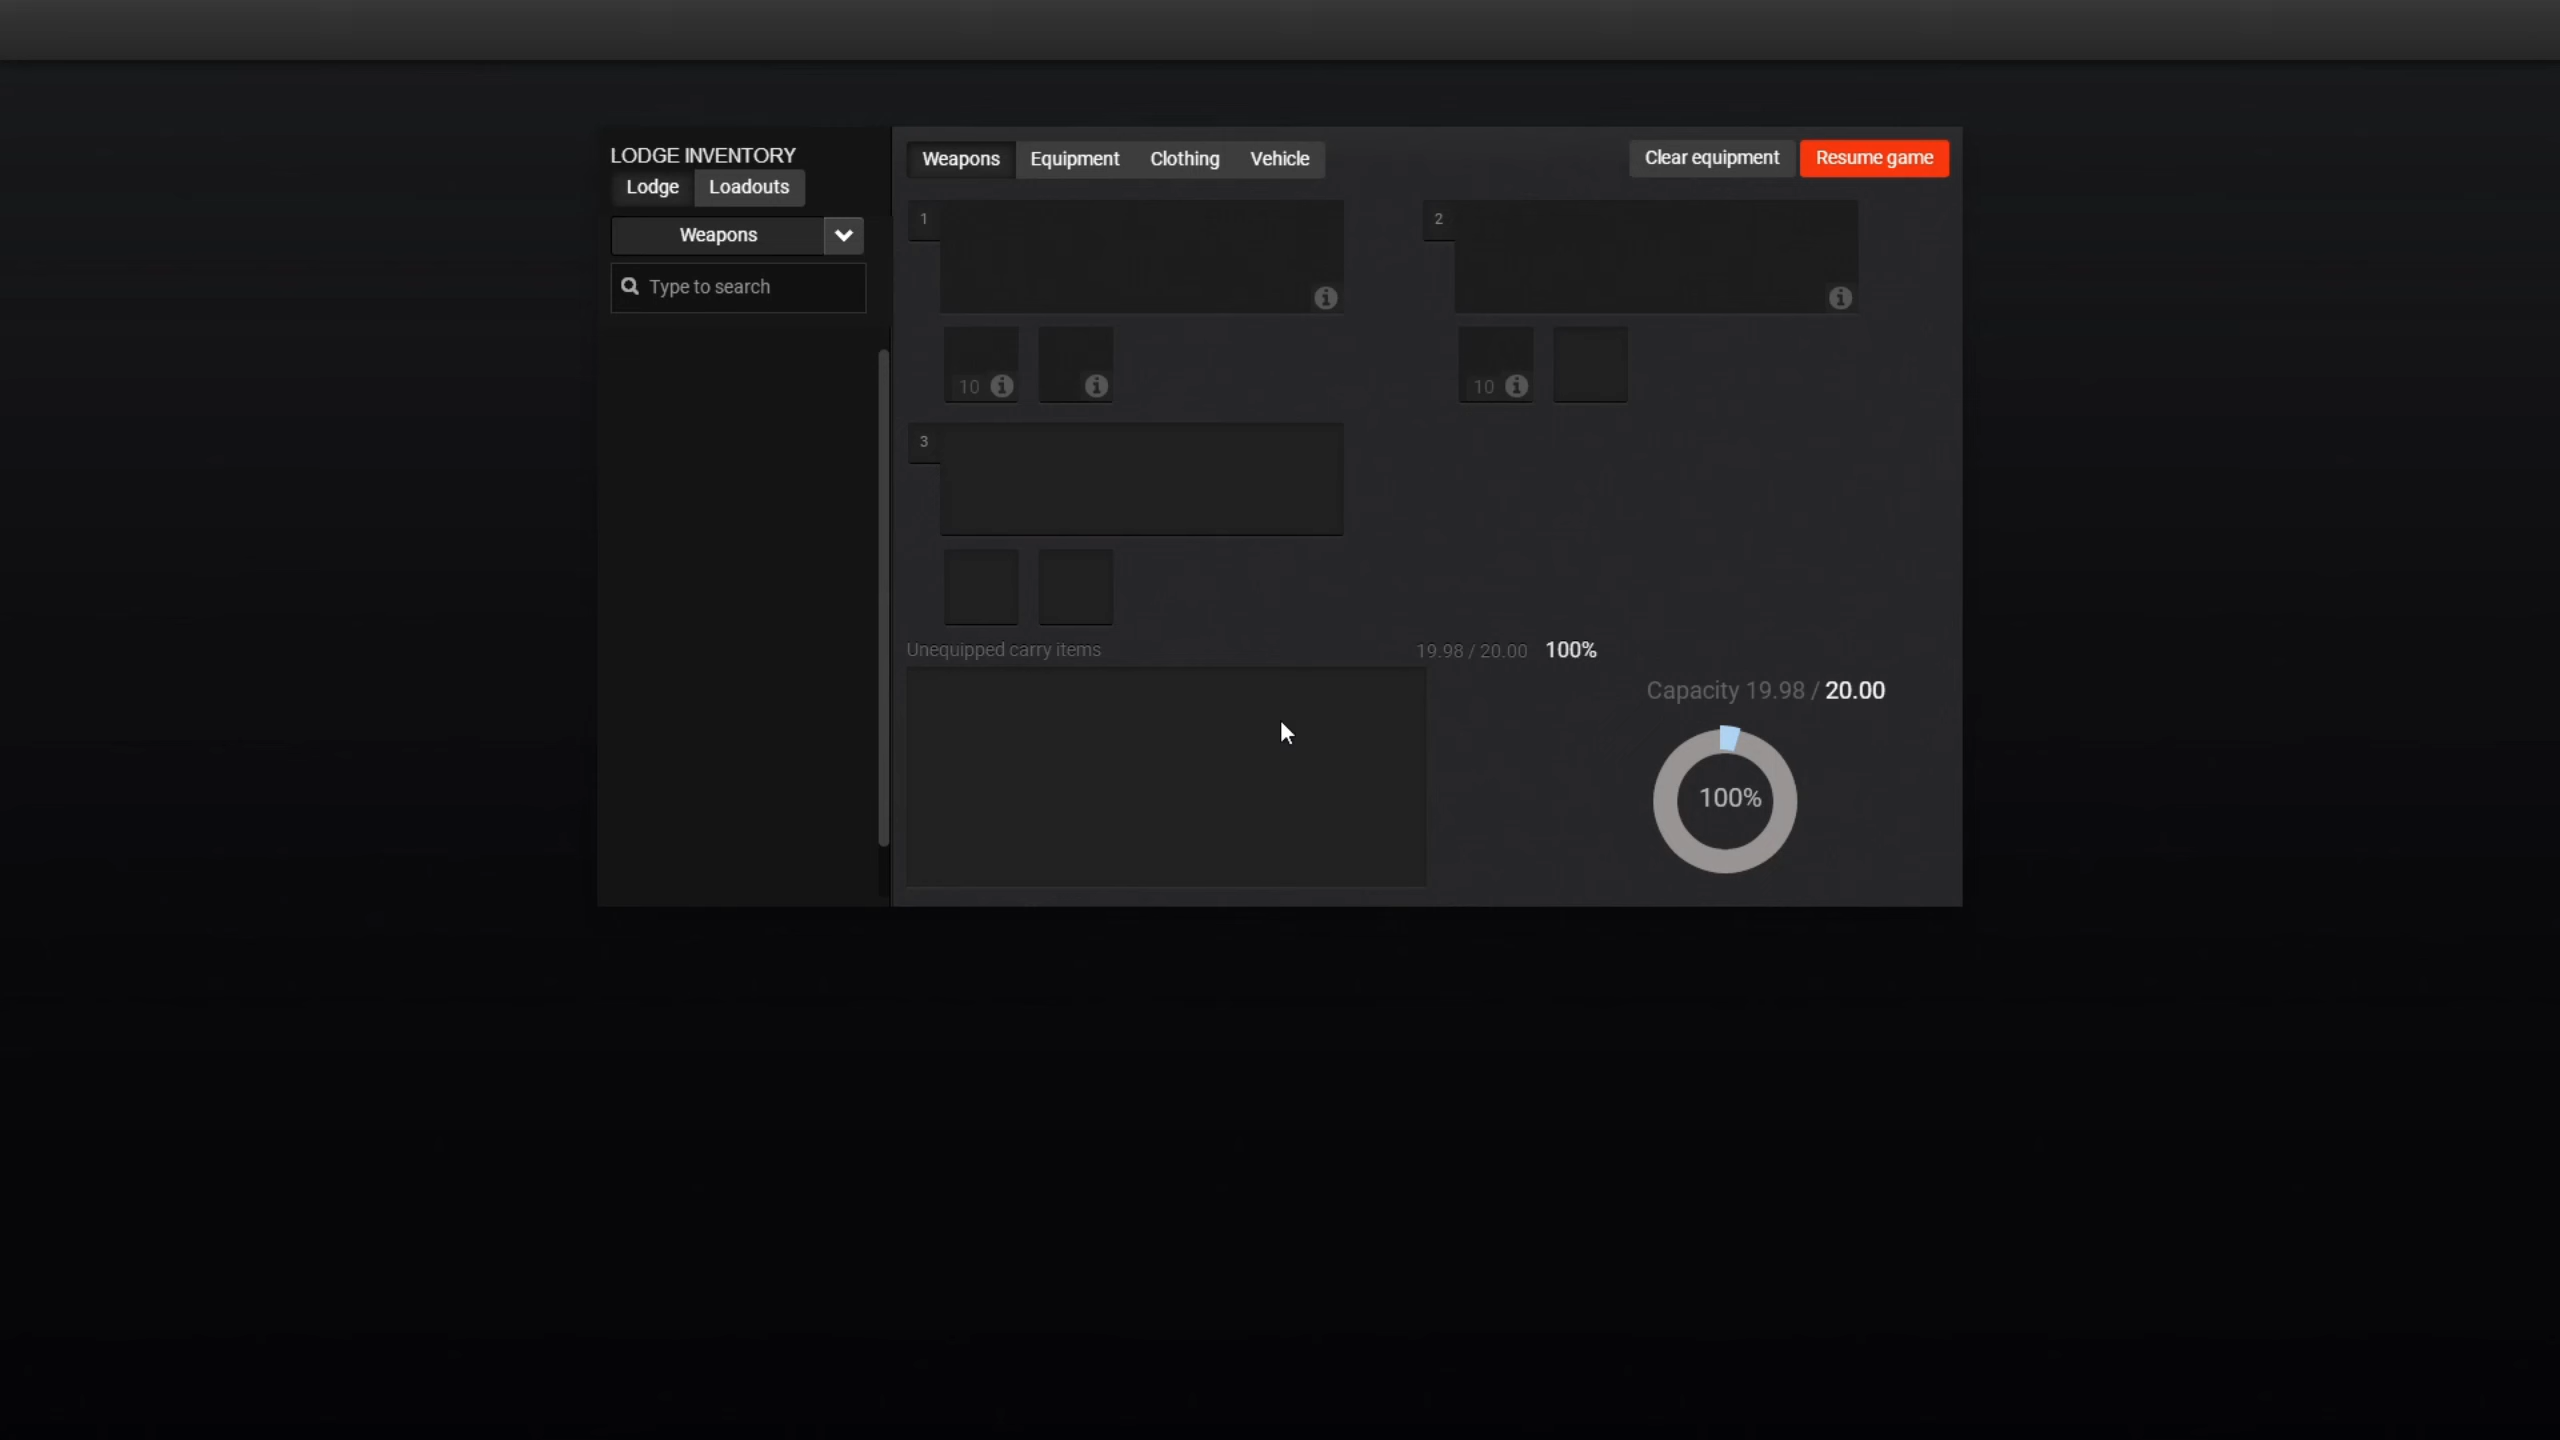 LODGE INVENTORY
Lodge Loadouts
Weapons
Type to search
Weapons Equipment Clothing Vehicle
Clear equipment Resume game
1
2
10
10
3
Unequipped carry items
19.98 / 20.00 100%
Capacity 19.98 / 20.00
100%